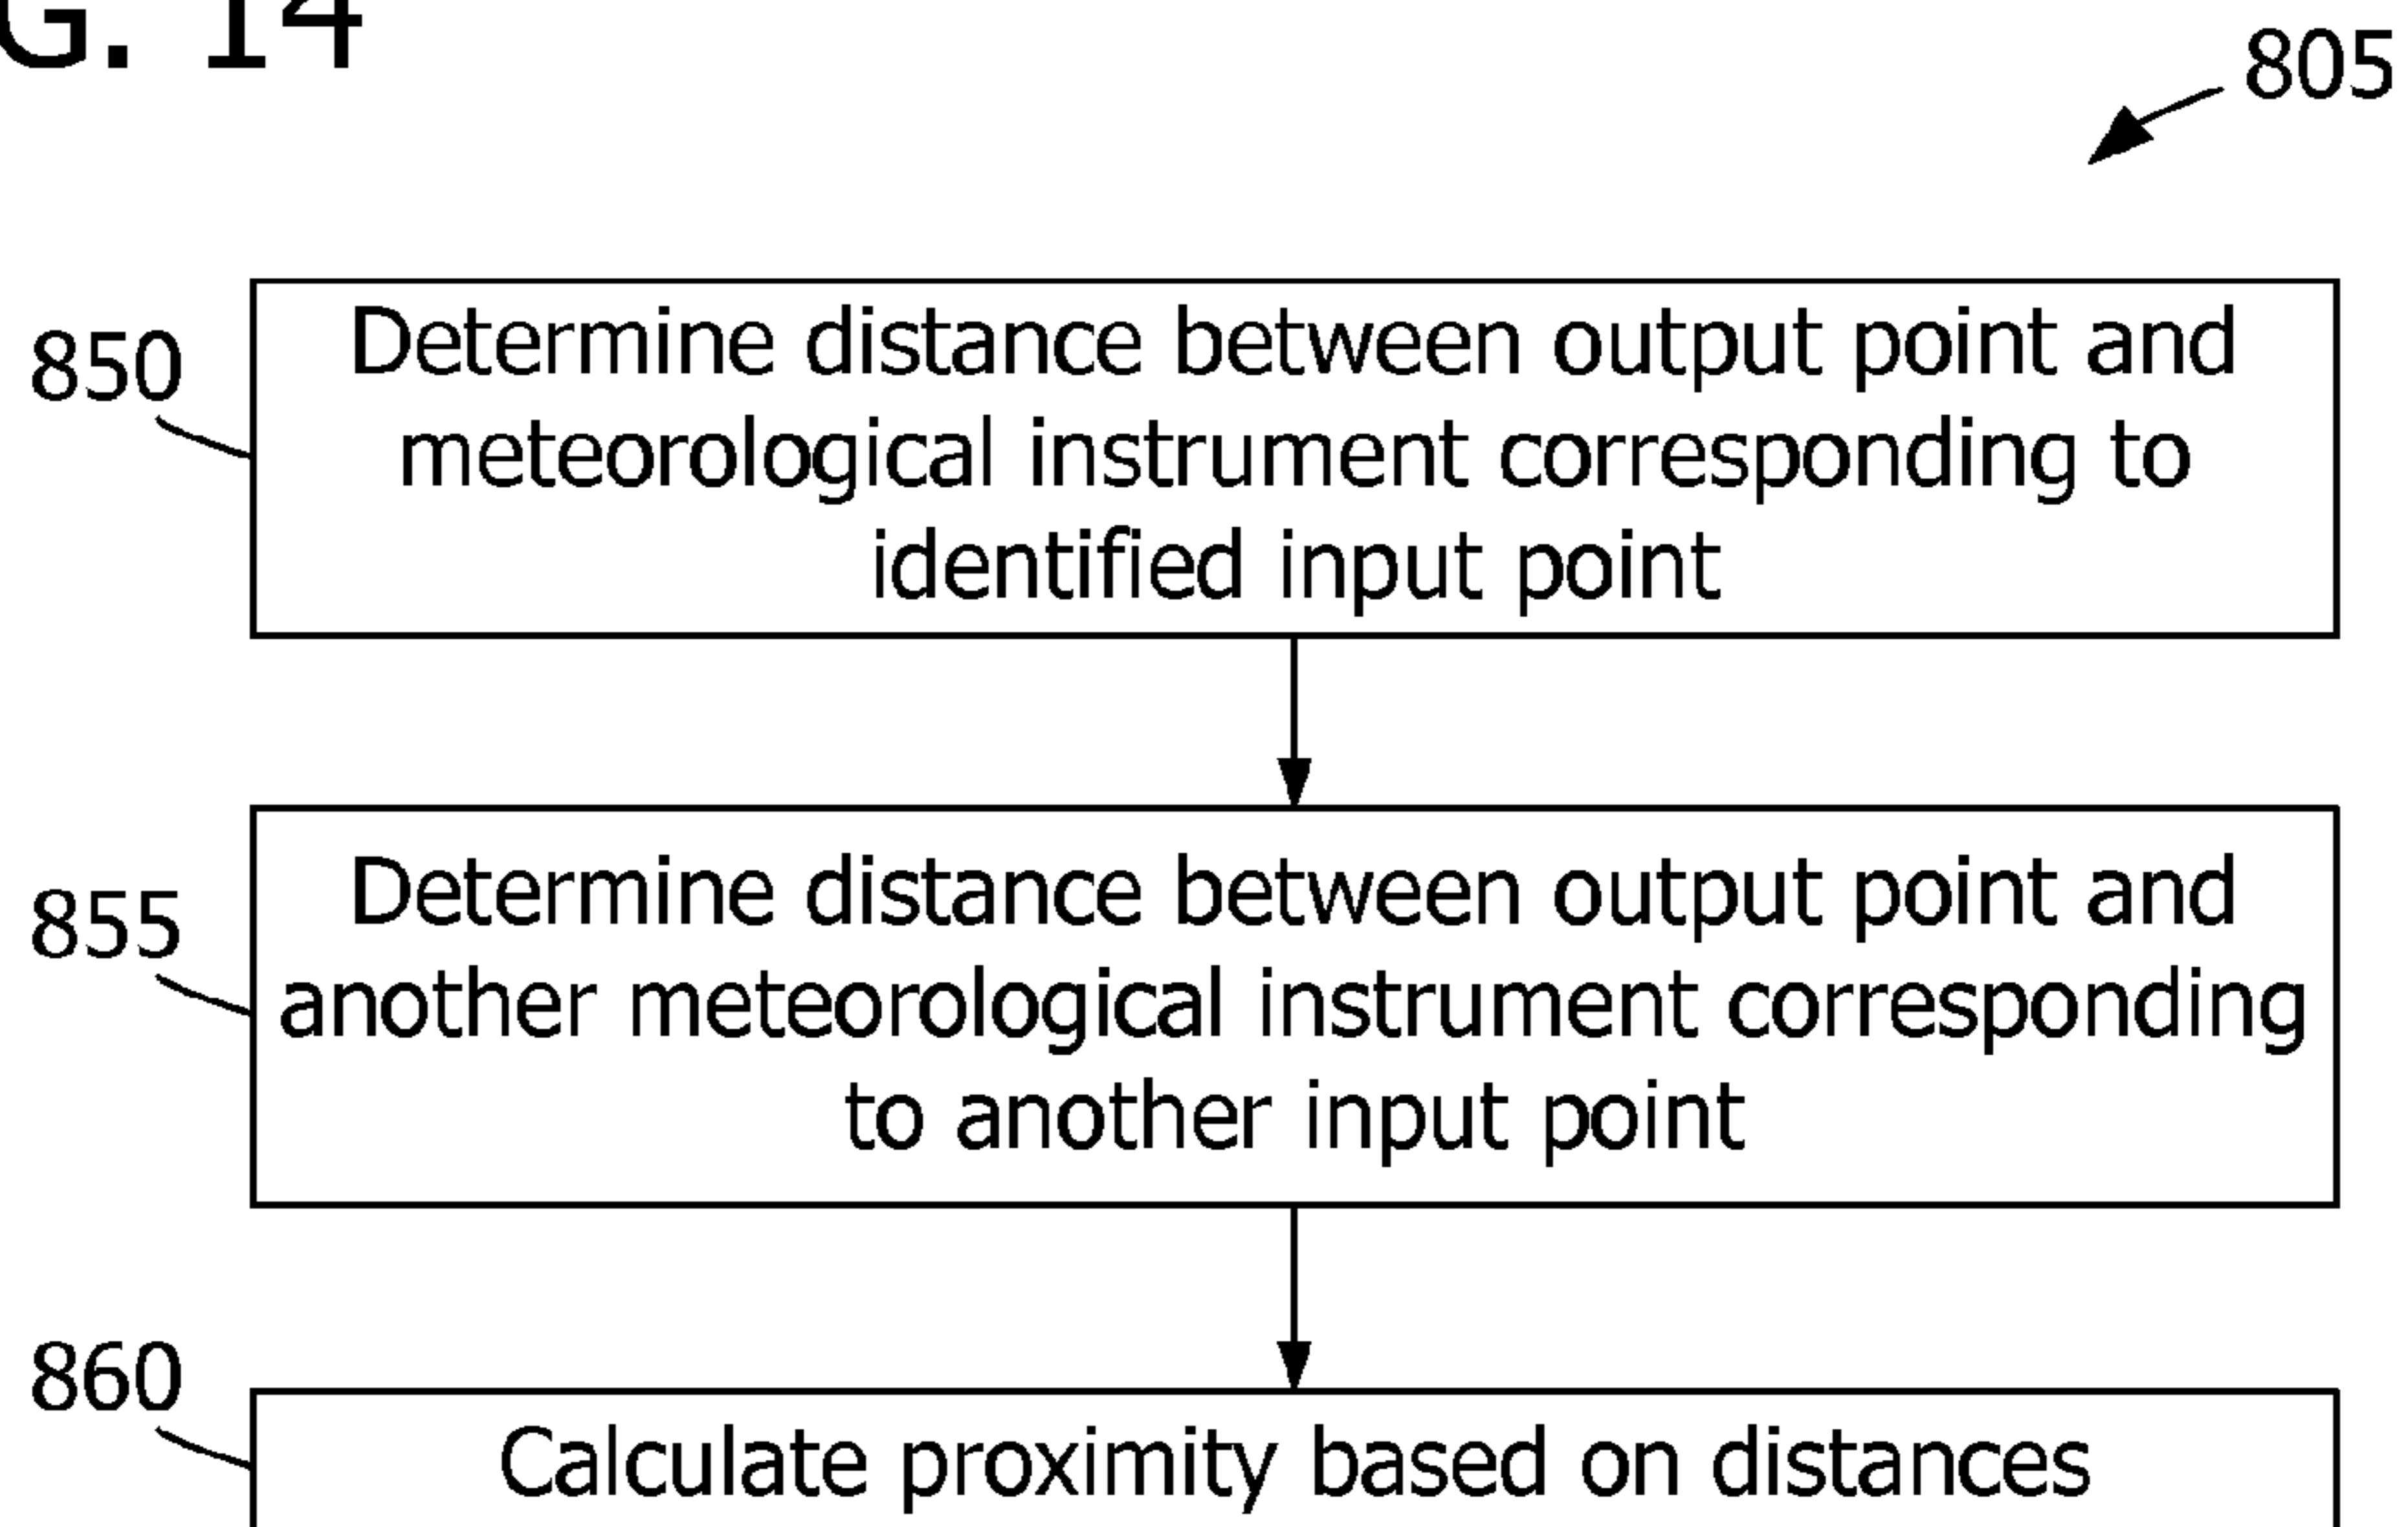 G. 14
805
850
Determine distance between output point and
meteorological instrument corresponding to
identified input point
855
Determine distance between output point and
another meteorological instrument corresponding
to another input point
860
Calculate proximity based on distances